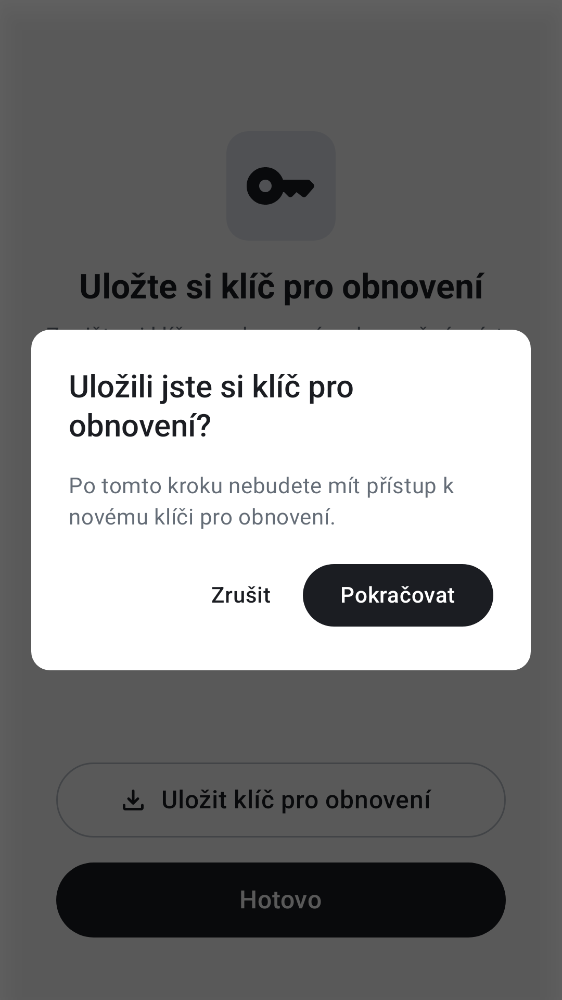 Uložte si klíč pro obnovení
Uložili jste si klíč pro
obnovení?
Po tomto kroku nebudete mít přístup k
novému klíči pro obnovení.
Zrušit
Pokračovat
Uložit klíč pro obnovení
Hotovo